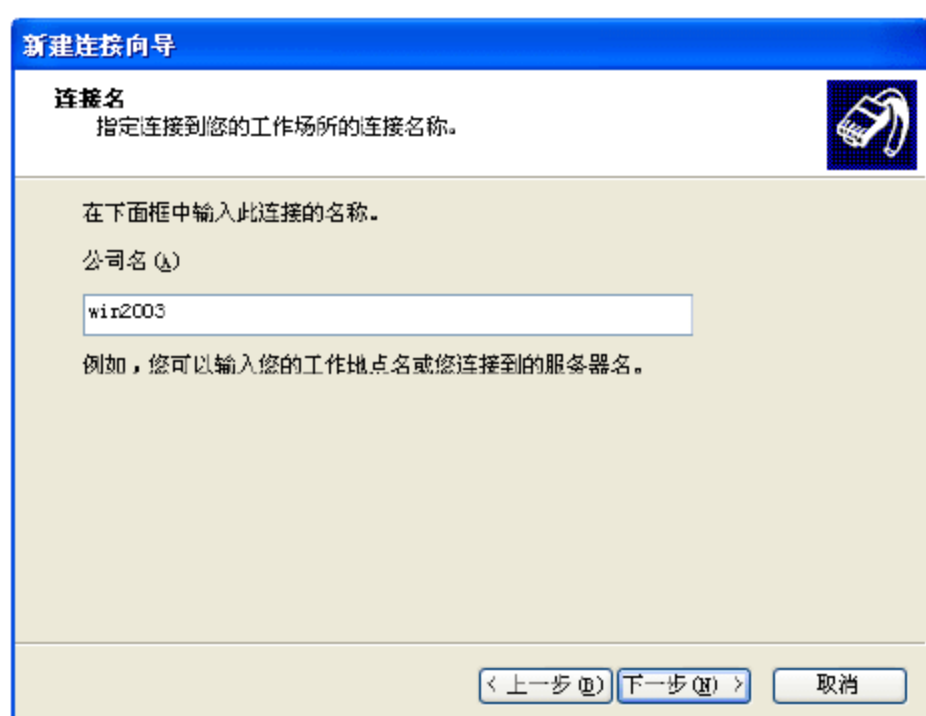 新建连接向导
连接名
指定连接到您的工作场所的连接名称。
在下面框中输入此连接的名称。
公司名(A)
win2003
例如，您可以输入您的工作地点名或您连接到的服务器名。
< 上一步(B) 下一步(N) > 取消